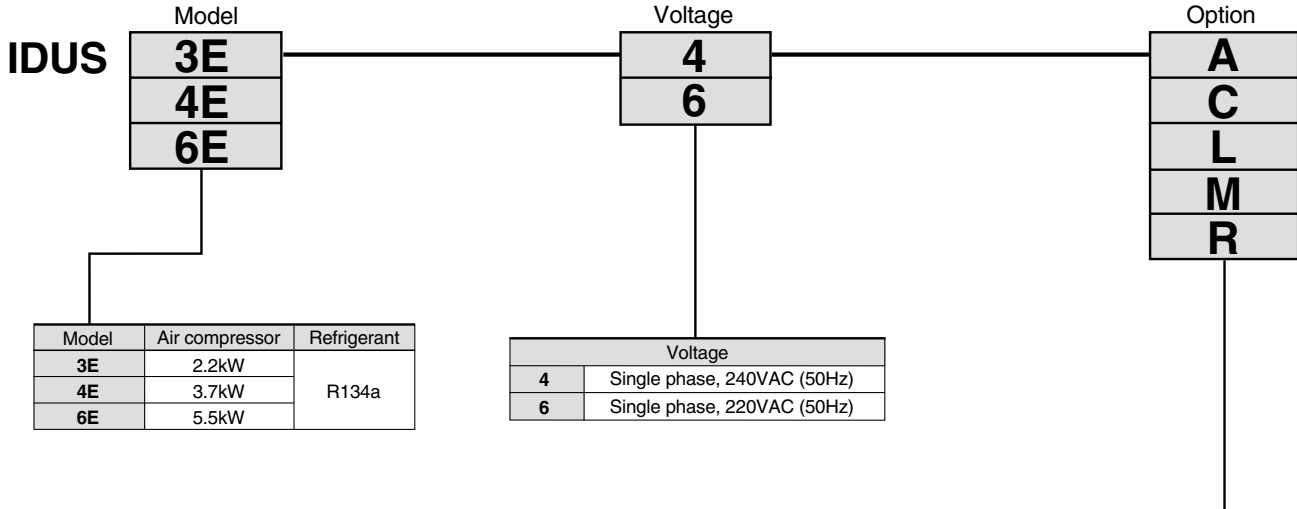 Model Voltage Option
IDUS 3E 4 A
4E 6 C
6E L
M
R
Model Air compressor Refrigerant
3E 2.2kW
4E 3.7kW R134a
6E 5.5kW
Voltage
4 Single phase, 240VAC (50Hz)
6 Single phase, 220VAC (50Hz)